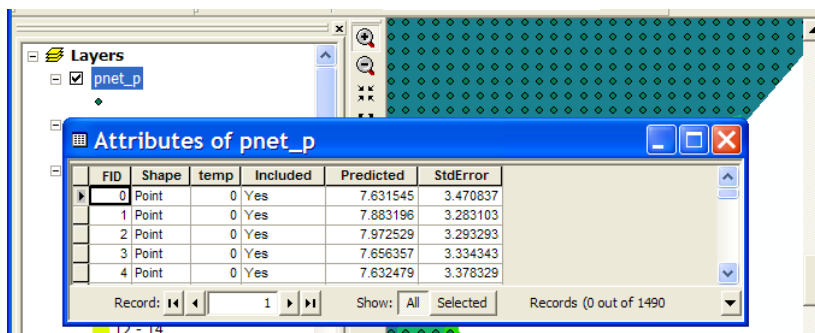 Layers
pnet_p
Attributes of pnet_p
FID Shape temp Included Predicted StdError
0 Point 0 Yes 7.631545 3.470837
1 Point 0 Yes 7.883196 3.283103
2 Point 0 Yes 7.972529 3.293293
3 Point 0 Yes 7.656357 3.334343
4 Point 0 Yes 7.632479 3.378329
Record: 1 Show: All Selected Records (0 out of 1490
12 - 14